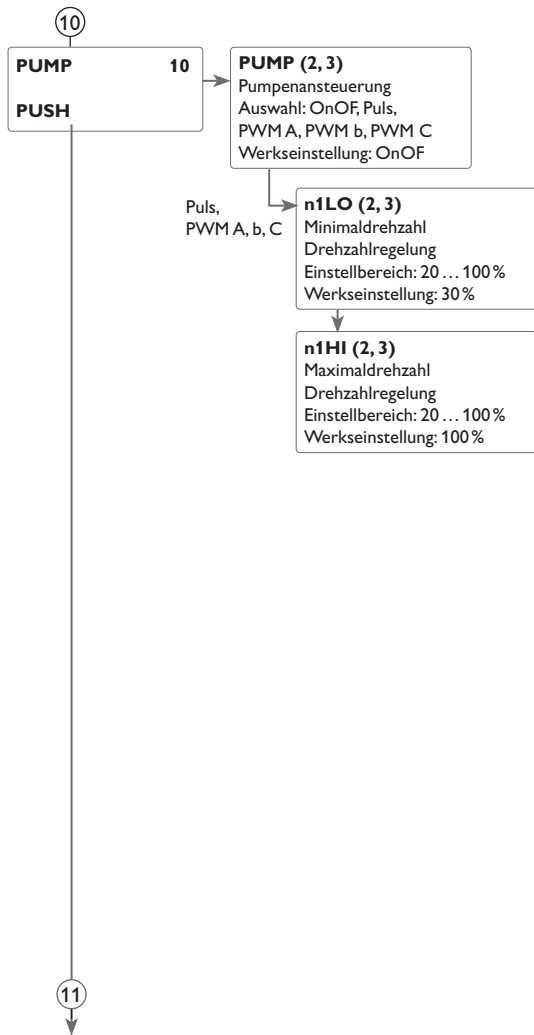 10
PUMP 10
PUSH
PUMP (2, 3)
Pumpenansteuerung
Auswahl: OnOF, Puls,
PWM A, PWM b, PWM C
Werkseinstellung: OnOF
Puls,
PWM A, b, C
n1LO (2, 3)
Minimaldrehzahl
Drehzahlregelung
Einstellbereich: 20 … 100 %
Werkseinstellung: 30 %
n1HI (2, 3)
Maximaldrehzahl
Drehzahlregelung
Einstellbereich: 20 … 100 %
Werkseinstellung: 100 %
11